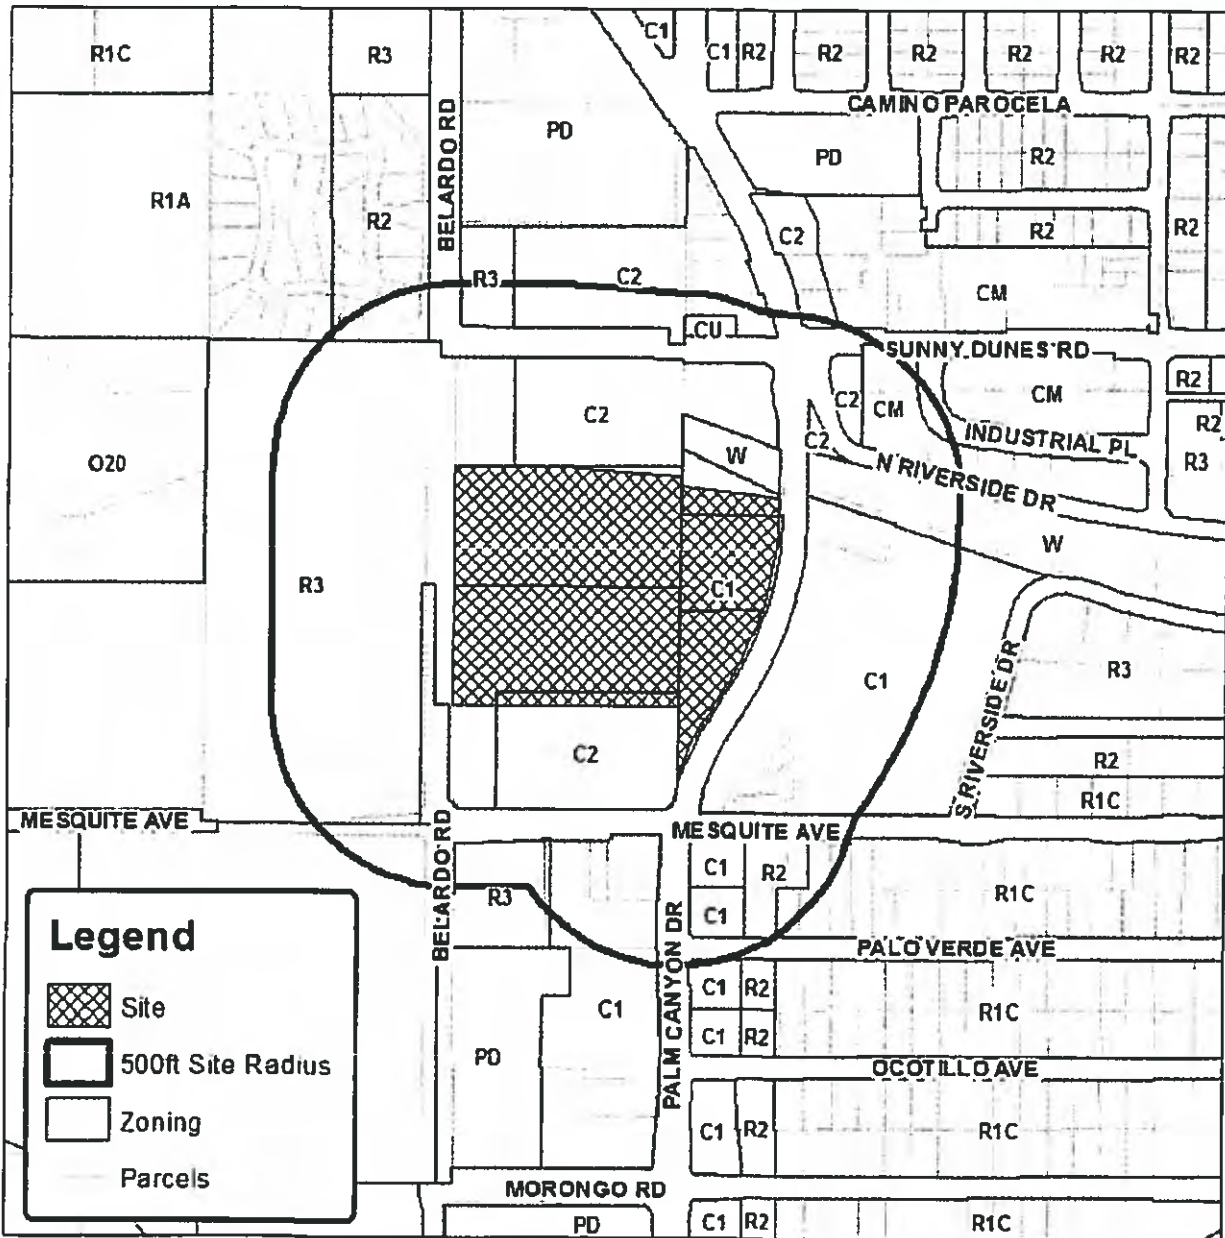 C1
R1C
R3
C1
R2
R2
R2
R2
R2
R2
CAMINO PAROCELA
BELARDO RD
PD
PD
R2
R1A
R2
C2
R2
R2
R3
C2
CM
CU
SUNNY DUNES RD
C2
C2
CM
CM
R2
R2
C2
INDUSTRIAL PL
R3
O20
W
N RIVERSIDE DR
W
R3
C1
C1
S RIVERSIDE DR
R3
C2
R2
R1C
MESQUITE AVE
BELARDO RD
MESQUITE AVE
C1
R2
R1C
R3
C1
PALM CANYON DR
PALO VERDE AVE
Legend
Site
500ft Site Radius
Zoning
Parcels
C1
C1
R2
R1C
C1
R2
PD
OCOTILLO AVE
C1
R2
R1C
MORONGO RD
PD
C1
R2
R1C